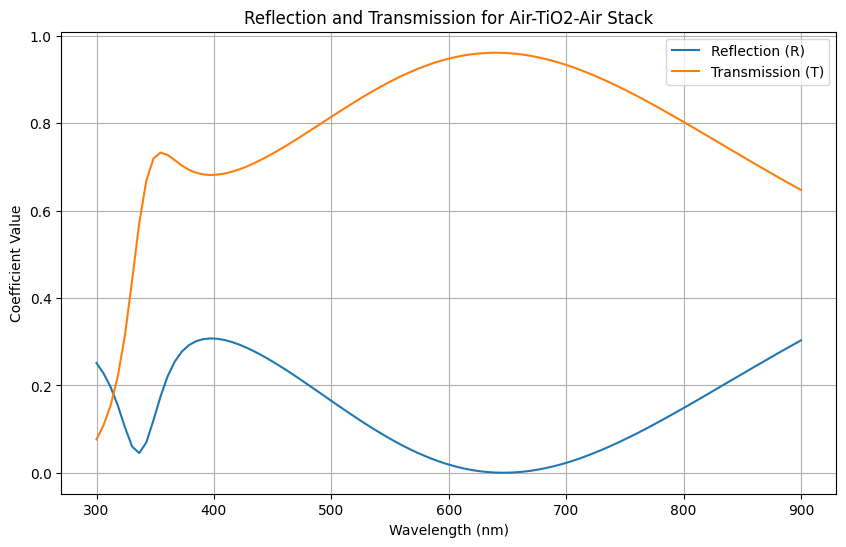 Reflection and Transmission for Air-TiO2-Air Stack
Reflection (R)
Transmission (T)
Coefficient Value
1.0
0.8
0.6
0.4
0.2
0.0
300 400 500 600 700 800 900
Wavelength (nm)